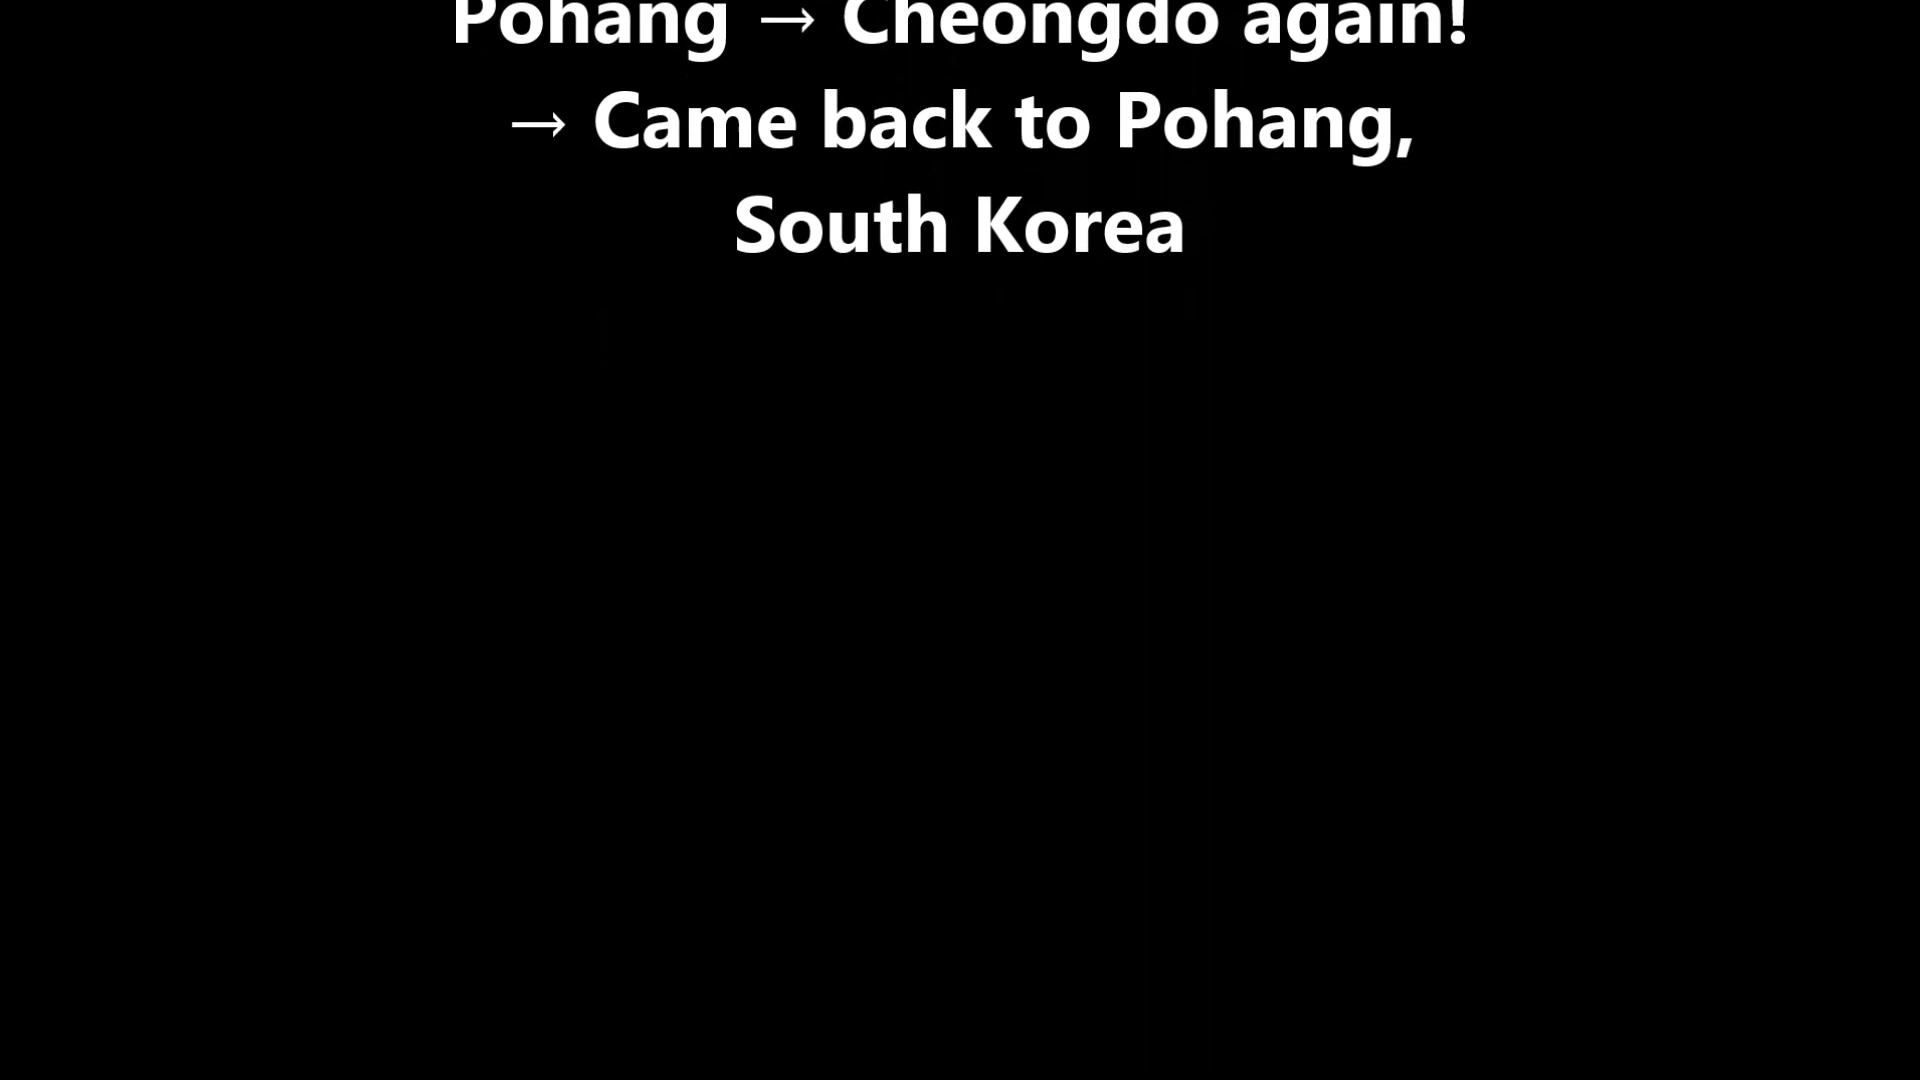 Pohang → Cheongdo again!
→ Came back to Pohang,
South Korea